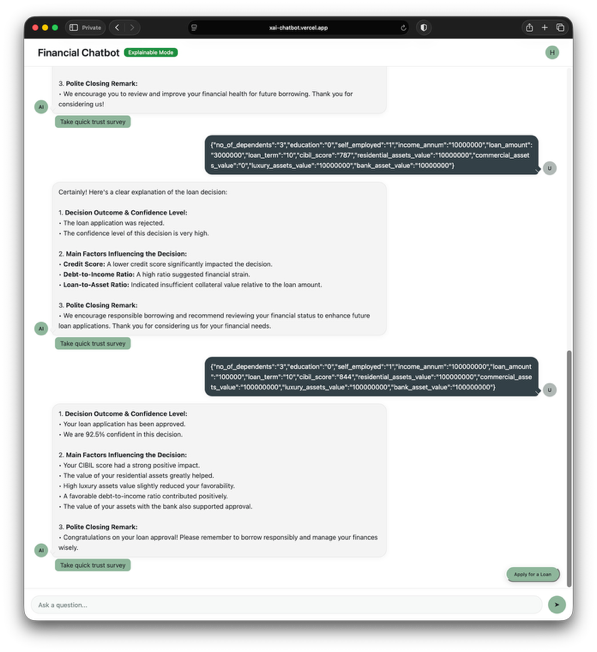 Private
xai-chatbot.vercel.app
Financial Chatbot Explainable Mode
H
3. Polite Closing Remark:
• We encourage you to review and improve your financial health for future borrowing. Thank you for
considering us!
AI
Take quick trust survey
{"no_of_dependents":"3","education":"0","self_employed":"1","income_annum":"10000000","loan_amount":
"3000000","loan_term":"10","cibil_score":"787","residential_assets_value":"10000000","commercial_asset
s_value":"0","luxury_assets_value":"10000000","bank_asset_value":"10000000"}
U
Certainly! Here's a clear explanation of the loan decision:
1. Decision Outcome & Confidence Level:
• The loan application was rejected.
• The confidence level of this decision is very high.
2. Main Factors Influencing the Decision:
• Credit Score: A lower credit score significantly impacted the decision.
• Debt-to-Income Ratio: A high ratio suggested financial strain.
• Loan-to-Asset Ratio: Indicated insufficient collateral value relative to the loan amount.
3. Polite Closing Remark:
• We encourage responsible borrowing and recommend reviewing your financial status to enhance future
loan applications. Thank you for considering us for your financial needs.
AI
Take quick trust survey
{"no_of_dependents":"3","education":"0","self_employed":"1","income_annum":"100000000","loan_amount
":"100000","loan_term":"10","cibil_score":"844","residential_assets_value":"100000000","commercial_asse
ts_value":"100000000","luxury_assets_value":"100000000","bank_asset_value":"100000000"}
U
1. Decision Outcome & Confidence Level:
• Your loan application has been approved.
• We are 92.5% confident in this decision.
2. Main Factors Influencing the Decision:
• Your CIBIL score had a strong positive impact.
• The value of your residential assets greatly helped.
• High luxury assets value slightly reduced your favorability.
• A favorable debt-to-income ratio contributed positively.
• The value of your assets with the bank also supported approval.
3. Polite Closing Remark:
• Congratulations on your loan approval! Please remember to borrow responsibly and manage your finances
wisely.
AI
Take quick trust survey
Apply for a Loan
Ask a question...